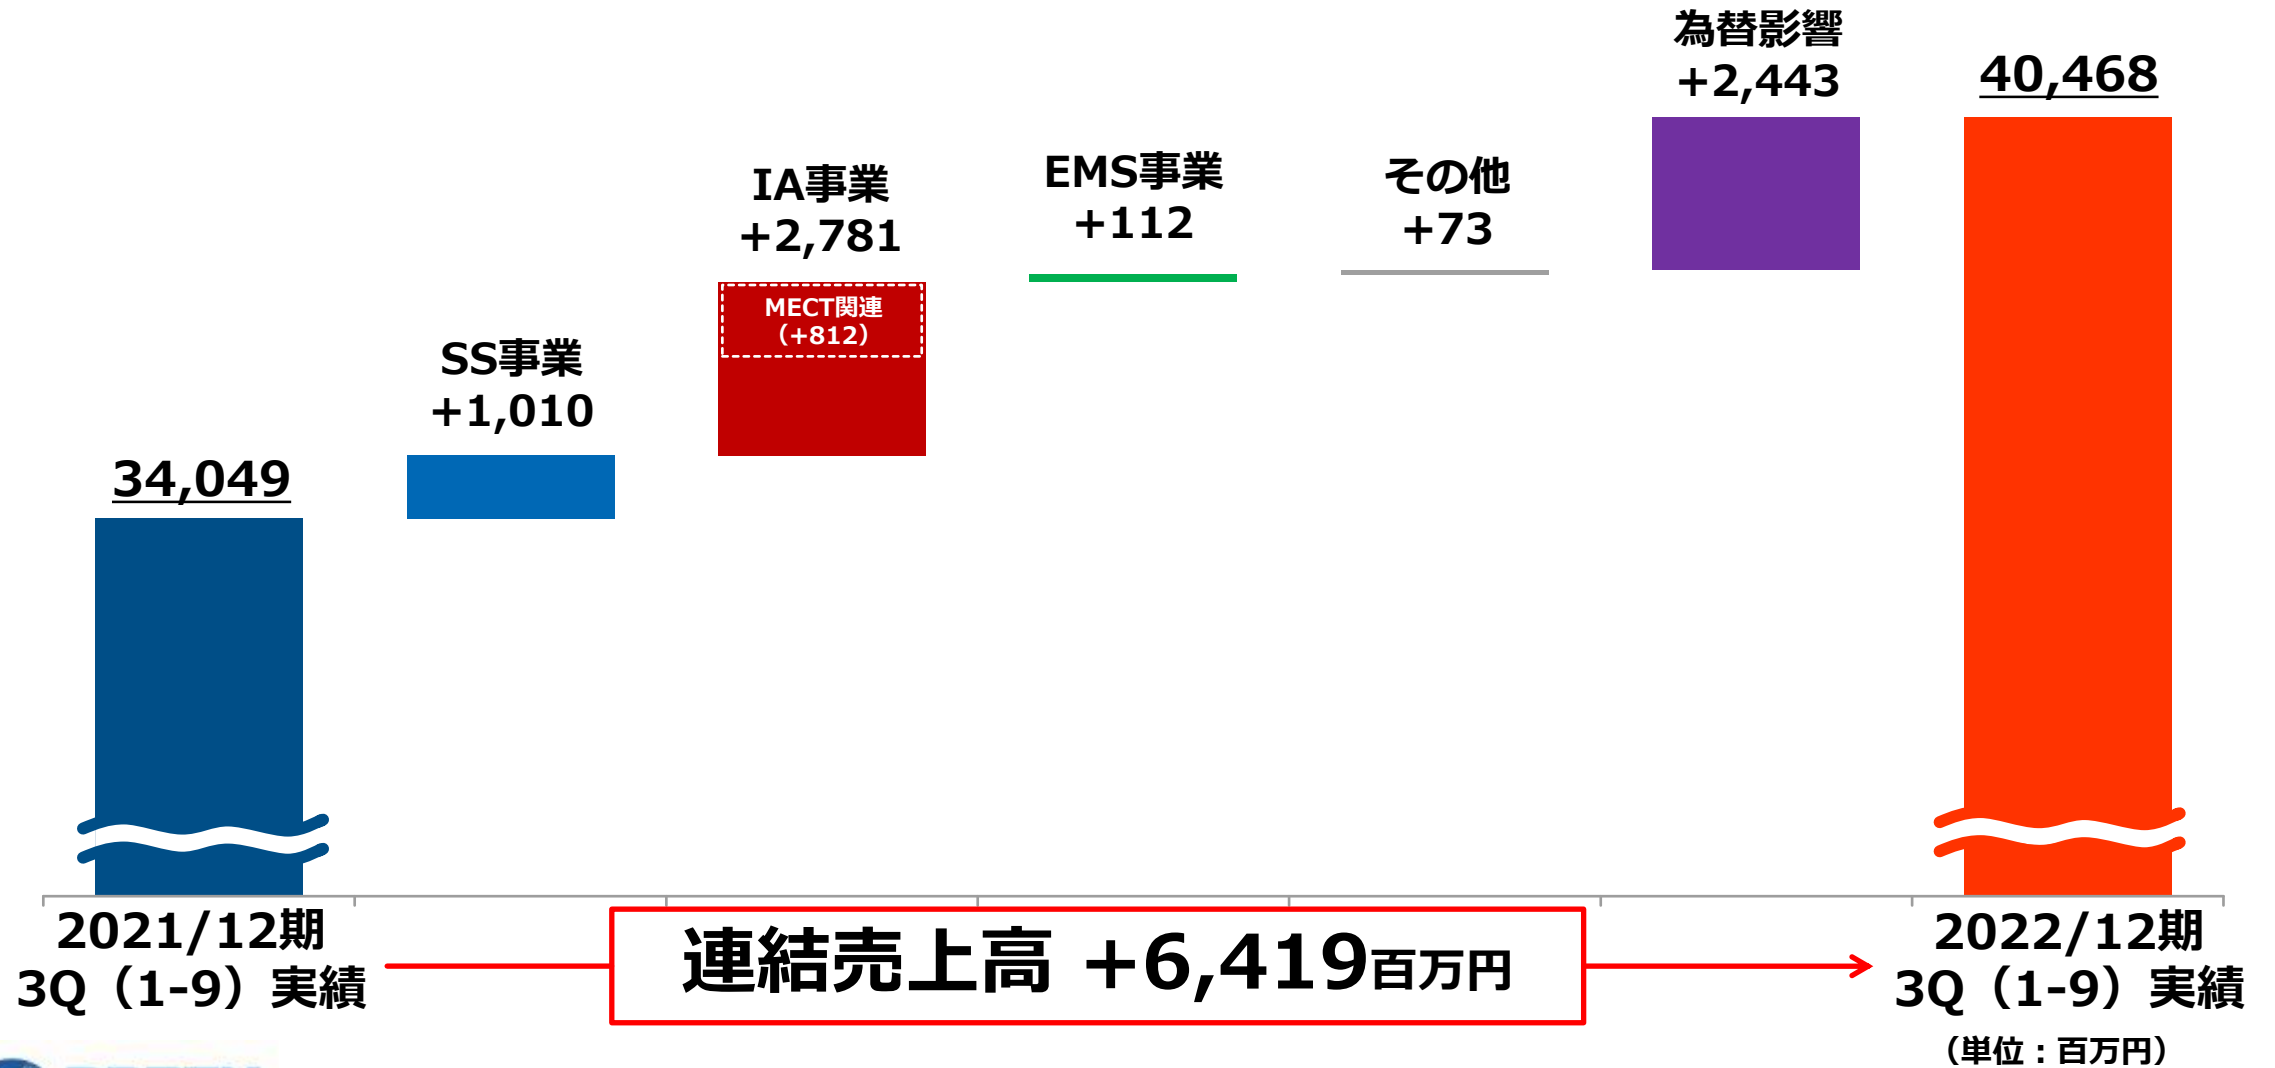 為替影響
+2,443
40,468
IA事業
+2,781
EMS事業
+112
その他
+73
MECT関連
（+812）
SS事業
+1,010
34,049
2021/12期
3Q（1-9）実績
連結売上高 +6,419百万円
2022/12期
3Q（1-9）実績
（単位：百万円）